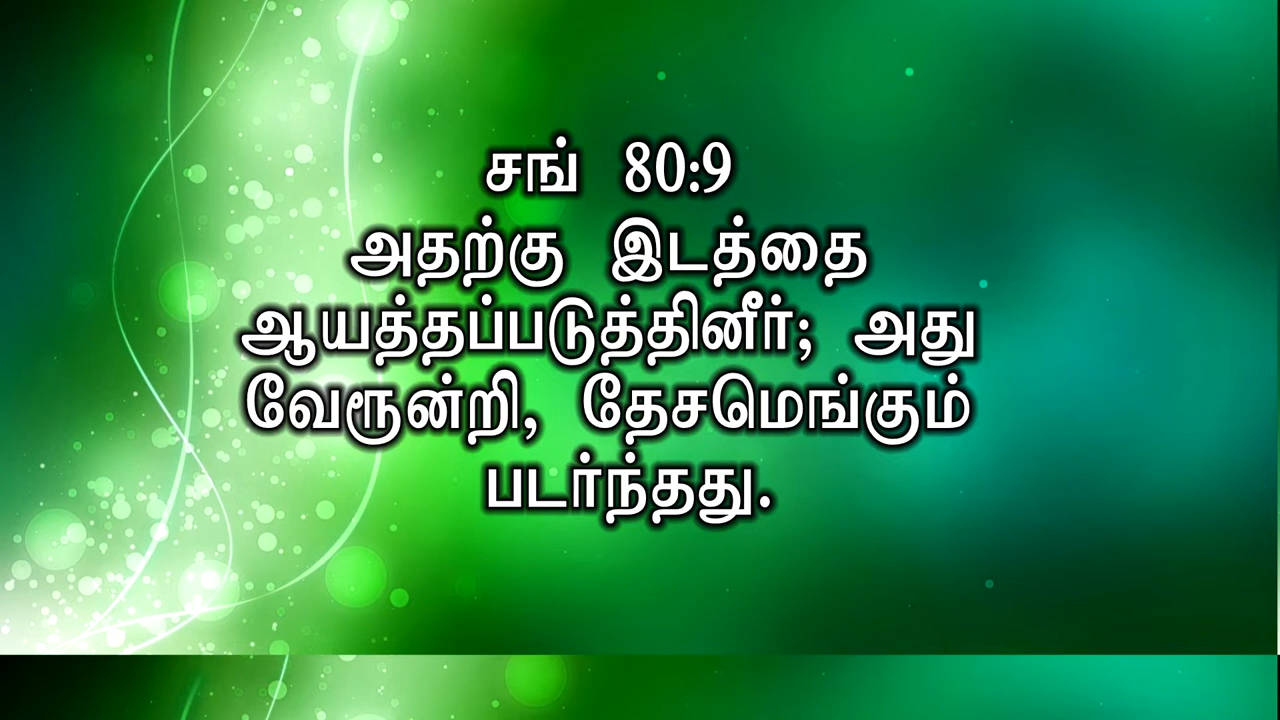 சங் 80:9
அதற்கு இடத்தை
ஆயத்தப்படுத்தினீர்; அது
வேரூன்றி, தேசமெங்கும்
படர்ந்தது.